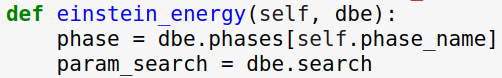 def einstein_energy(self, dbe):
    phase = dbe.phases[self.phase_name]
    param_search = dbe.search